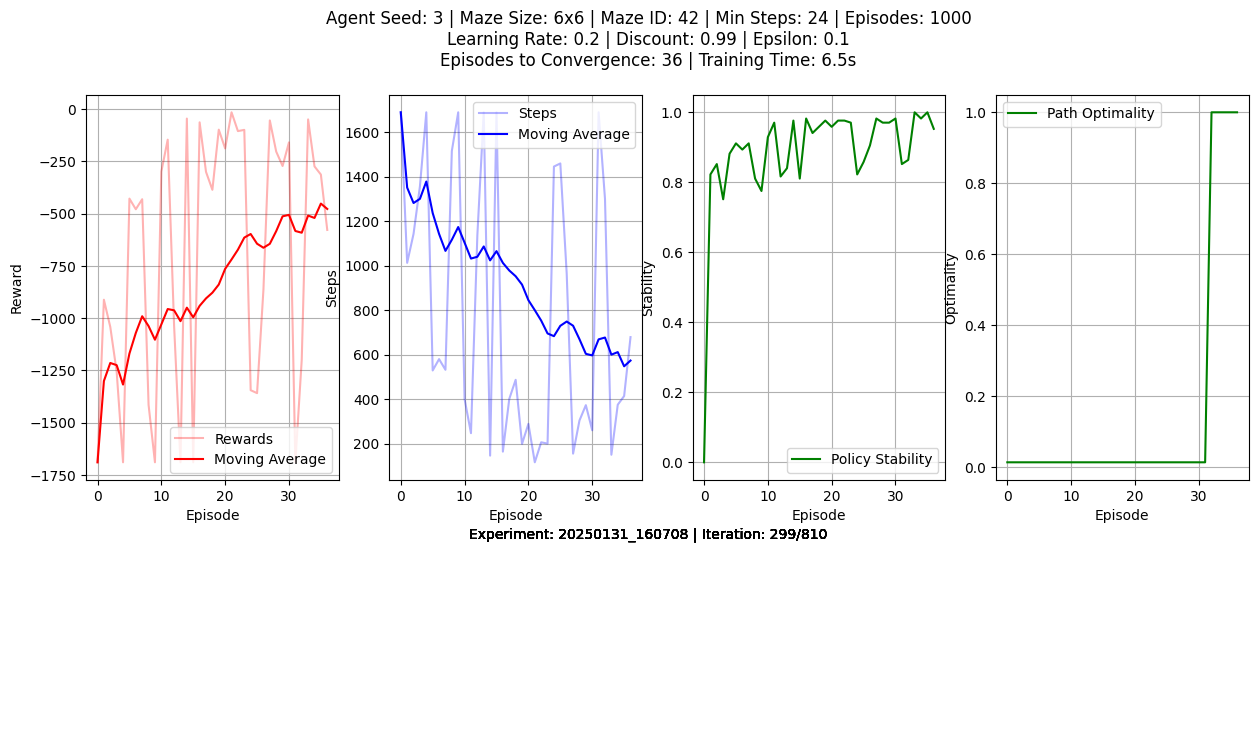 Agent Seed: 3 | Maze Size: 6x6 | Maze ID: 42 | Min Steps: 24 | Episodes: 1000
Learning Rate: 0.2 | Discount: 0.99 | Epsilon: 0.1
Episodes to Convergence: 36 | Training Time: 6.5s
Reward
0
−250
−500
−750
−1000
−1250
−1500
−1750
Rewards
Moving Average
0 10 20 30
Episode
Steps
1600
1400
1200
1000
800
600
400
200
Steps
Moving Average
0 10 20 30
Episode
Stability
1.0
0.8
0.6
0.4
0.2
0.0
Policy Stability
0 10 20 30
Episode
Optimality
1.0
0.8
0.6
0.4
0.2
0.0
Path Optimality
0 10 20 30
Episode
Experiment: 20250131_160708 | Iteration: 299/810